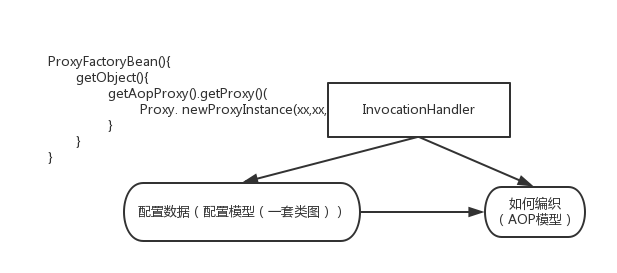 ProxyFactoryBean(){
getObject(){
getAopProxy().getProxy()(
Proxy. newProxyInstance(xx,xx,
InvocationHandler
}
}
}
配置数据（配置模型（一套类图））
如何编织
（AOP模型）